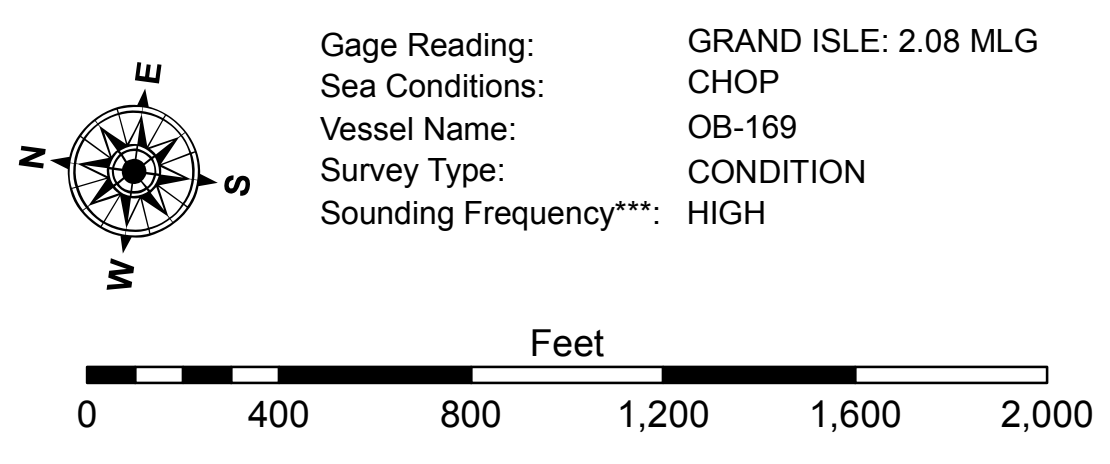 E
N
S
W
Gage Reading: GRAND ISLE: 2.08 MLG
Sea Conditions: CHOP
Vessel Name: OB-169
Survey Type: CONDITION
Sounding Frequency***: HIGH
Feet
0 400 800 1,200 1,600 2,000